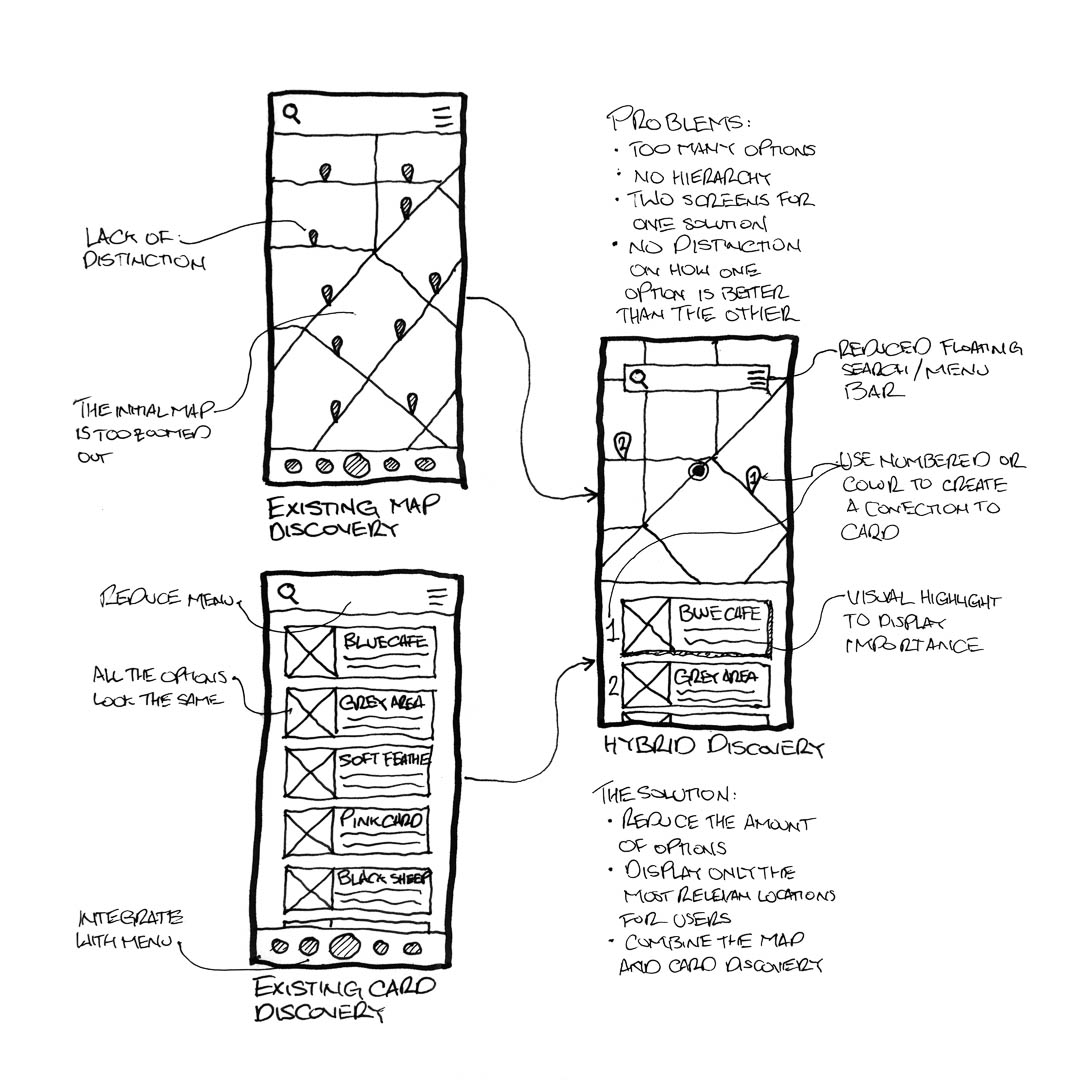 LACK OF:
DISTINCTION
THE INITIAL MAP
IS TOO ZOOMED
OUT
EXISTING MAP
DISCOVERY
PROBLEMS:
• TOO MANY OPTIONS
• NO HIERARCHY
• TWO SCREENS FOR
ONE SOLUTION
• NO DISTINCTION
ON HOW ONE
OPTION IS BETTER
THAN THE OTHER
REDUCED FLOATING
SEARCH/MENU
BAR
2
1
USE NUMBERED OR
COLOR TO CREATE
A CONECTION TO
CARD
1
BLUE CAFE
2
GREY AREA
VISUAL HIGHLIGHT
TO DISPLAY
IMPORTANCE
HYBRID DISCOVERY
REDUCE MENU
ALL THE OPTIONS
LOOK THE SAME
BLUE CAFE
GREY AREA
SOFT FEATHE
PINK CARD
BLACK SHEEP
INTEGRATE
WITH MENU
EXISTING CARD
DISCOVERY
THE SOLUTION:
• REDUCE THE AMOUNT
OF OPTIONS
• DISPLAY ONLY THE
MOST RELEVAN LOCATIONS
FOR USERS
• COMBINE THE MAP
AND CARD DISCOVERY